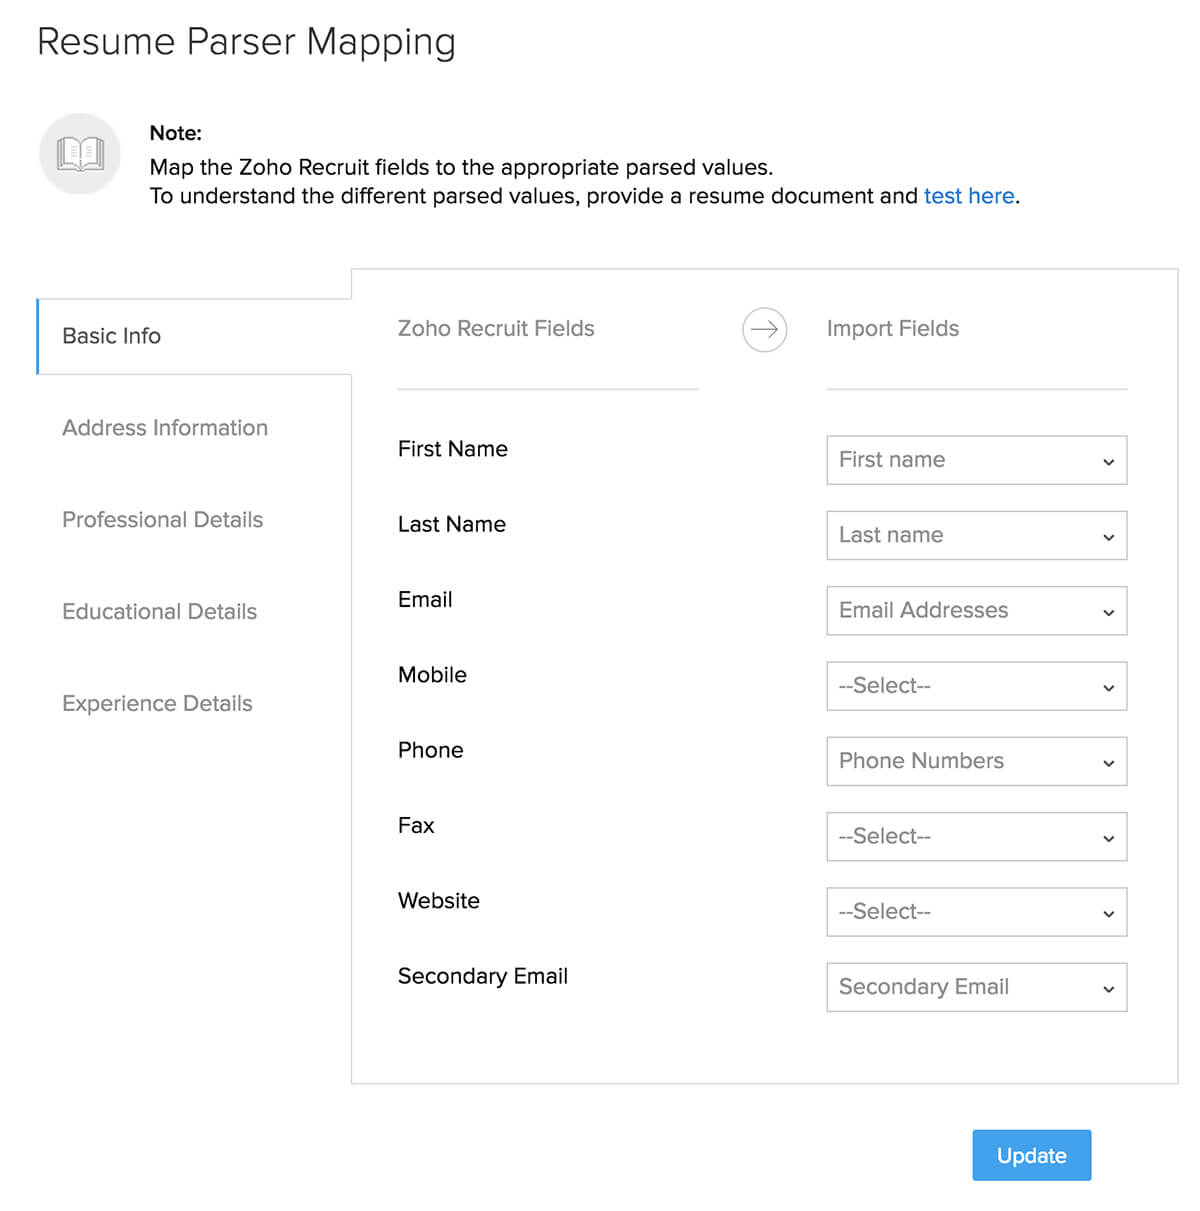 Resume Parser Mapping
Note:
Map the Zoho Recruit fields to the appropriate parsed values.
To understand the different parsed values, provide a resume document and test here.
Basic Info
Address Information
Professional Details
Educational Details
Experience Details
Zoho Recruit Fields
Import Fields
First Name
First name
Last Name
Last name
Email
Email Addresses
Mobile
--Select--
Phone
Phone Numbers
Fax
--Select--
Website
--Select--
Secondary Email
Secondary Email
Update